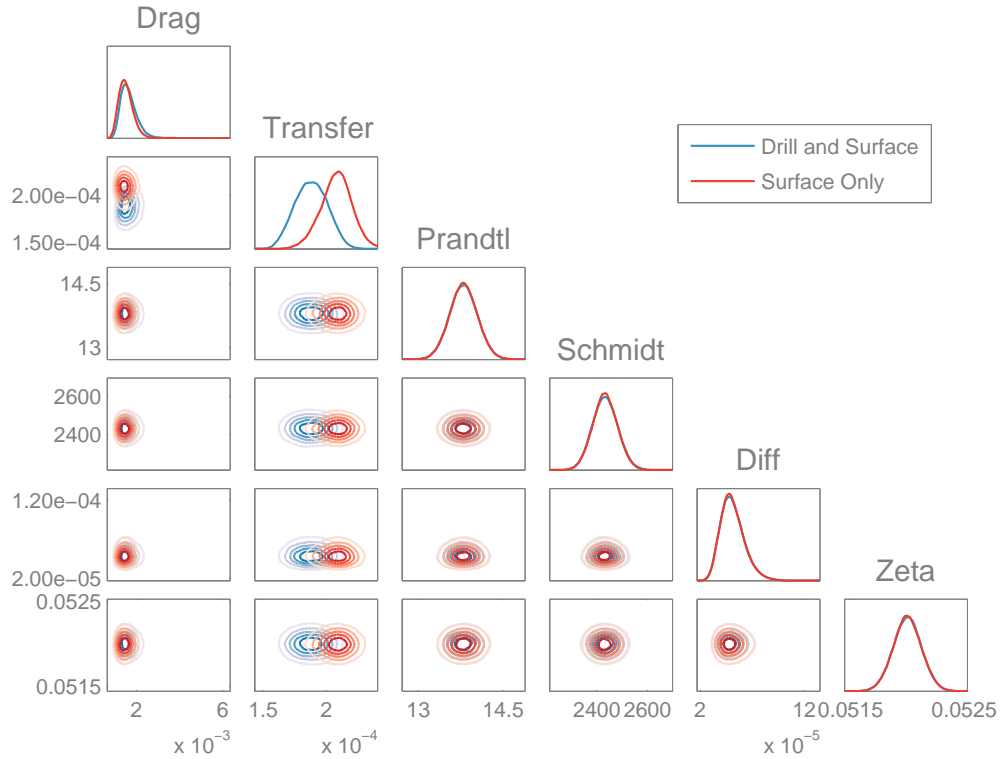 Drag
Transfer
Drill and Surface
Surface Only
2.00e−04
1.50e−04
Prandtl
14.5
13
Schmidt
2600
2400
Diff
1.20e−04
2.00e−05
Zeta
0.0525
0.0515
2 6 1.5 2 13 14.5 2400 2600 2 12 0.0515 0.0525
x 10⁻³ x 10⁻⁴ x 10⁻⁵